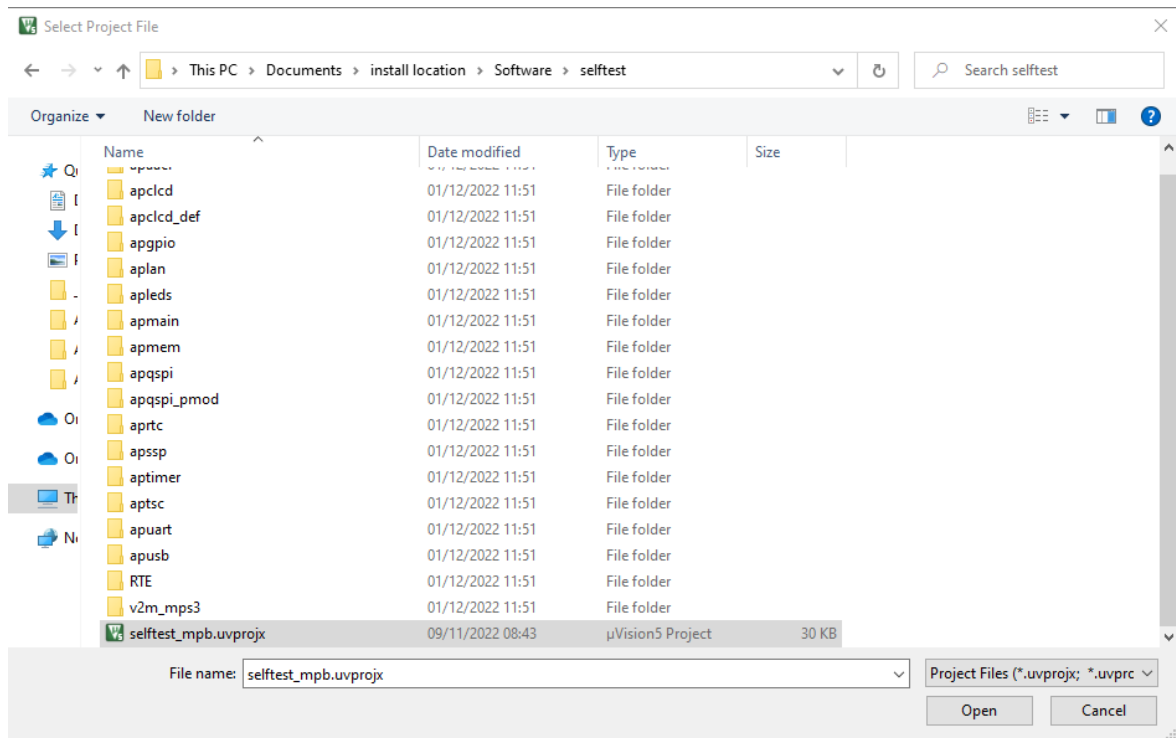 Select Project File
This PC > Documents > install location > Software > selftest
Search selftest
Organize New folder
Name Date modified Type Size
apclcd 01/12/2022 11:51 File folder
apclcd_def 01/12/2022 11:51 File folder
apgpio 01/12/2022 11:51 File folder
aplan 01/12/2022 11:51 File folder
apleds 01/12/2022 11:51 File folder
apmain 01/12/2022 11:51 File folder
apmem 01/12/2022 11:51 File folder
apqspi 01/12/2022 11:51 File folder
apqspi_pmod 01/12/2022 11:51 File folder
aprtc 01/12/2022 11:51 File folder
apssp 01/12/2022 11:51 File folder
aptimer 01/12/2022 11:51 File folder
aptsc 01/12/2022 11:51 File folder
apuart 01/12/2022 11:51 File folder
apusb 01/12/2022 11:51 File folder
RTE 01/12/2022 11:51 File folder
v2m_mps3 01/12/2022 11:51 File folder
selftest_mpb.uvprojx 09/11/2022 08:43 µVision5 Project 30 KB
File name: selftest_mpb.uvprojx
Project Files (*.uvprojx; *.uvprc
Open Cancel